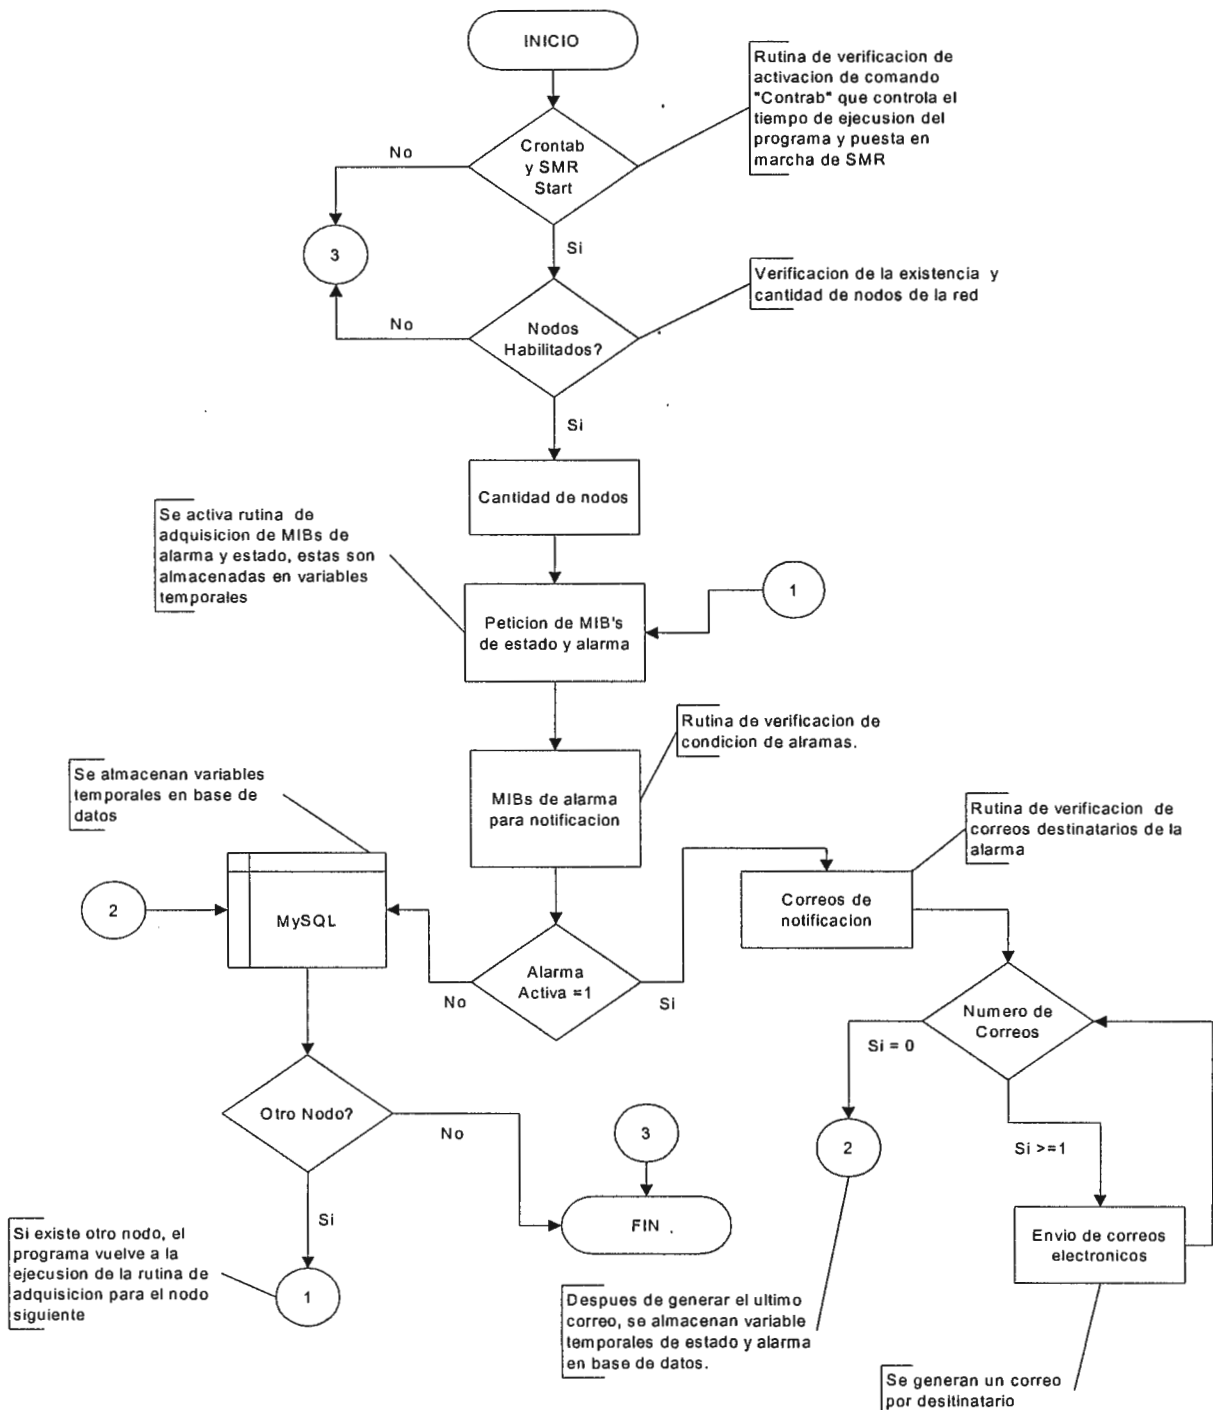 INICIO
Rutina de verificacion de
activacion de comando
"Contrab" que controla el
tiempo de ejecusion del
programa y puesta en
marcha de SMR
Crontab
y SMR
Start
No
3
Si
Verificacion de la existencia y
cantidad de nodos de la red
No
Nodos
Habilitados?
Si
Cantidad de nodos
Se activa rutina de
adquisicion de MIBs de
alarma y estado, estas son
almacenadas en variables
temporales
Peticion de MIB's
de estado y alarma
1
Rutina de verificacion de
condicion de alramas.
MIBs de alarma
para notificacion
Se almacenan variables
temporales en base de
datos
Rutina de verificacion de
correos destinatarios de la
alarma
2
MySQL
Correos de
notificacion
Alarma
Activa =1
No
Si
Numero de
Correos
Si = 0
Si >=1
2
Otro Nodo?
No
Si
3
FIN
Envio de correos
electronicos
Si existe otro nodo, el
programa vuelve a la
ejecusion de la rutina de
adquisicion para el nodo
siguiente
1
Despues de generar el ultimo
correo, se almacenan variable
temporales de estado y alarma
en base de datos.
Se generan un correo
por desitinatario